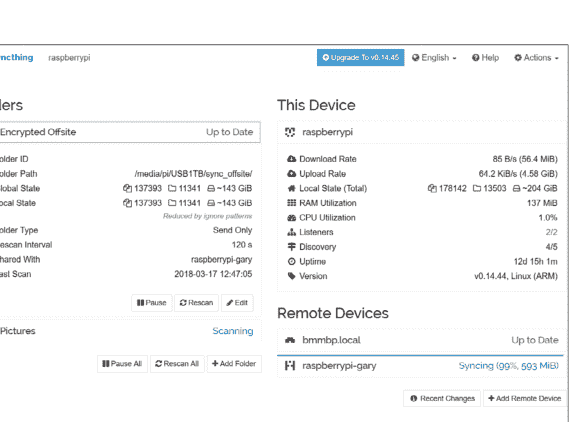 ncthing raspberrypi Upgrade To v0.14.45 English Help Actions
ders
Encrypted Offsite Up to Date
older ID
older Path /media/pi/USB1TB/sync_offsite/
lobal State 137393 11341 ~143 GiB
ocal State 137393 11341 ~143 GiB
Reduced by ignore patterns
older Type Send Only
escan Interval 120 s
hared With raspberrypi-gary
ast Scan 2018-03-17 12:47:05
Pause Rescan Edit
Pictures Scanning
Pause All Rescan All Add Folder
This Device
raspberrypi
Download Rate 85 B/s (56.4 MiB)
Upload Rate 64.2 KiB/s (4.58 GiB)
Local State (Total) 178142 13503 ~204 GiB
RAM Utilization 137 MiB
CPU Utilization 1.0%
Listeners 2/2
Discovery 4/5
Uptime 12d 15h 1m
Version v0.14.44, Linux (ARM)
Remote Devices
bmmbp.local Up to Date
raspberrypi-gary Syncing (99%, 593 MiB)
Recent Changes Add Remote Device